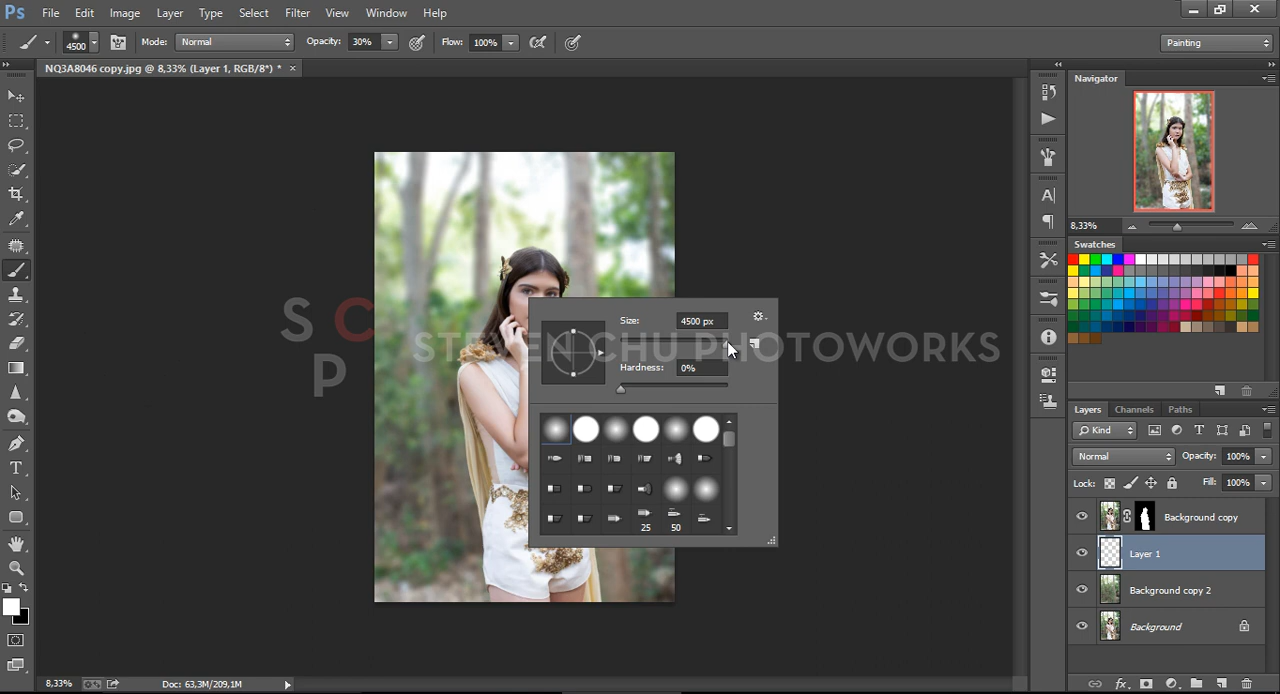 Ps File Edit Image Layer Type Select Filter View Window Help
4500 Mode: Normal Opacity: 30% Flow: 100% Painting
NQ3A8046 copy.jpg @ 8,33% (Layer 1, RGB/8*) * ×
Navigator
8,33%
Swatches
S C
P
STEVEN CHU PHOTOWORKS
Size: 4500 px
Hardness: 0%
25 50
Layers Channels Paths
Kind
Normal Opacity: 100%
Lock: Fill: 100%
Background copy
Layer 1
Background copy 2
Background
8,33% Doc: 63,3M/209,1M